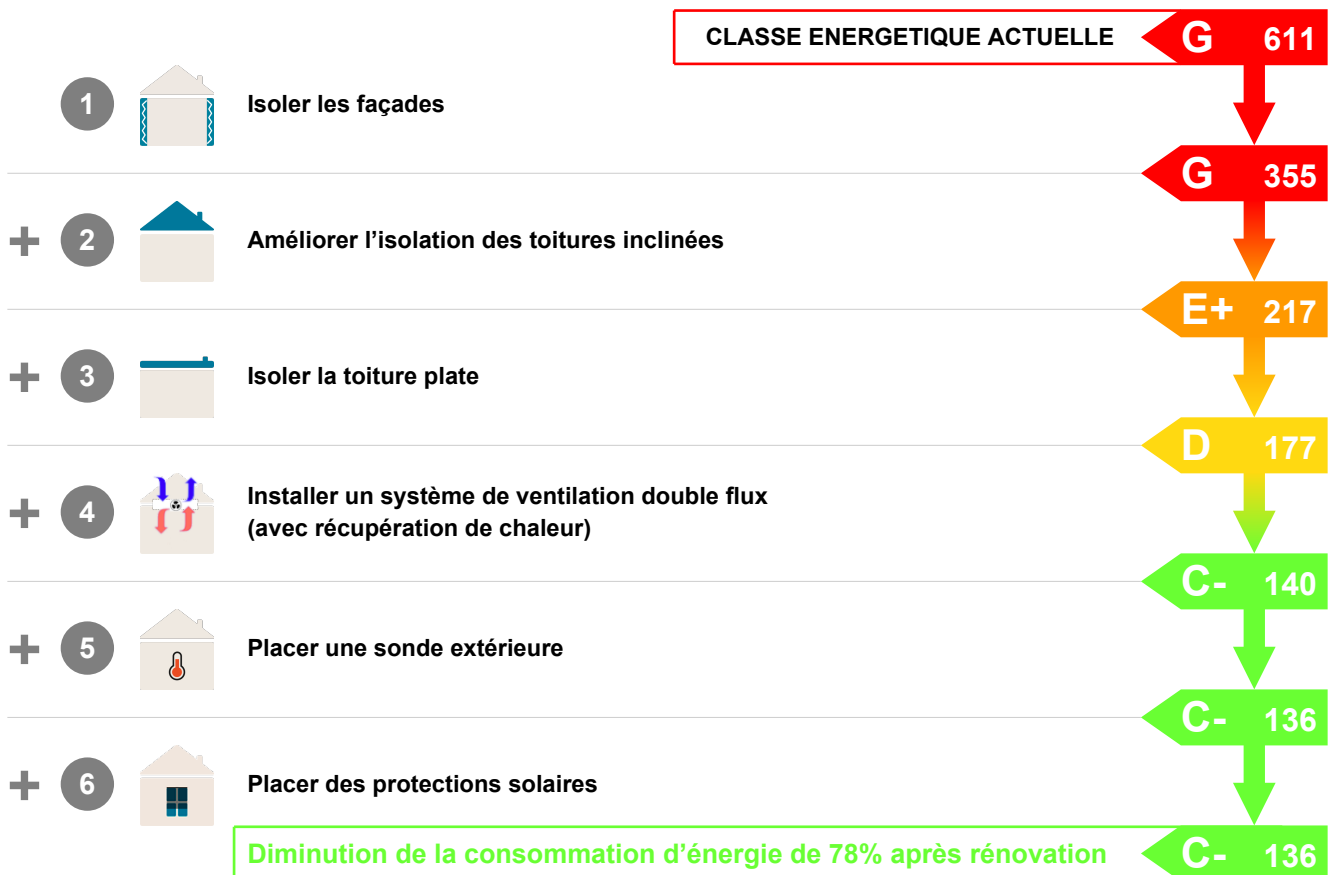 CLASSE ENERGETIQUE ACTUELLE G 611
1 Isoler les façades
G 355
+ 2 Améliorer l’isolation des toitures inclinées
E+ 217
+ 3 Isoler la toiture plate
D 177
+ 4 Installer un système de ventilation double flux
(avec récupération de chaleur)
C- 140
+ 5 Placer une sonde extérieure
C- 136
+ 6 Placer des protections solaires
Diminution de la consommation d’énergie de 78% après rénovation C- 136